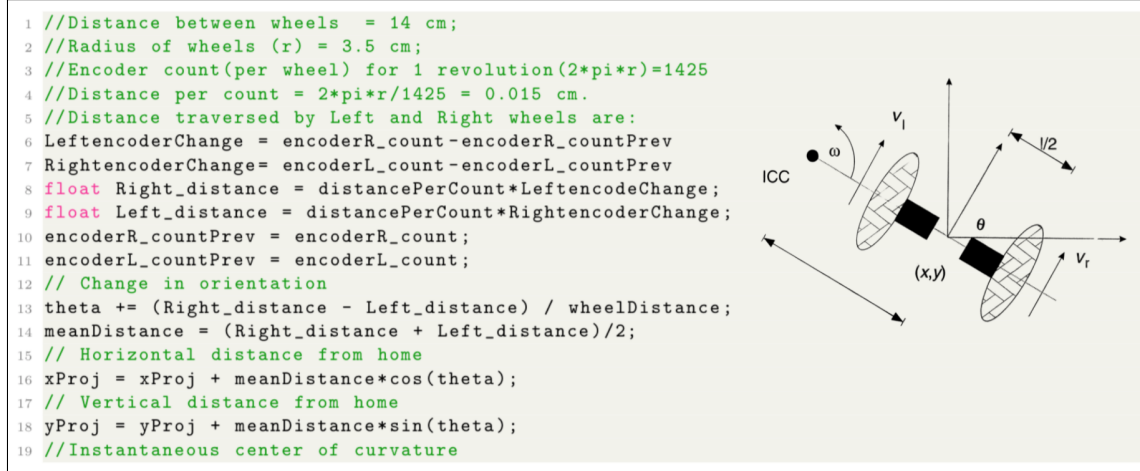 1 //Distance between wheels  = 14 cm;
2 //Radius of wheels (r) = 3.5 cm;
3 //Encoder count(per wheel) for 1 revolution(2*pi*r)=1425
4 //Distance per count = 2*pi*r/1425 = 0.015 cm.
5 //Distance traversed by Left and Right wheels are:
6 LeftencoderChange = encoderR_count-encoderR_countPrev
7 RightencoderChange= encoderL_count-encoderL_countPrev
8 float Right_distance = distancePerCount*LeftencodeChange;
9 float Left_distance = distancePerCount*RightencoderChange;
10 encoderR_countPrev = encoderR_count;
11 encoderL_countPrev = encoderL_count;
12 // Change in orientation
13 theta += (Right_distance - Left_distance) / wheelDistance;
14 meanDistance = (Right_distance + Left_distance)/2;
15 // Horizontal distance from home
16 xProj = xProj + meanDistance*cos(theta);
17 // Vertical distance from home
18 yProj = yProj + meanDistance*sin(theta);
19 //Instantaneous center of curvature
v_l
l/2
ω
ICC
θ
(x,y)
v_r